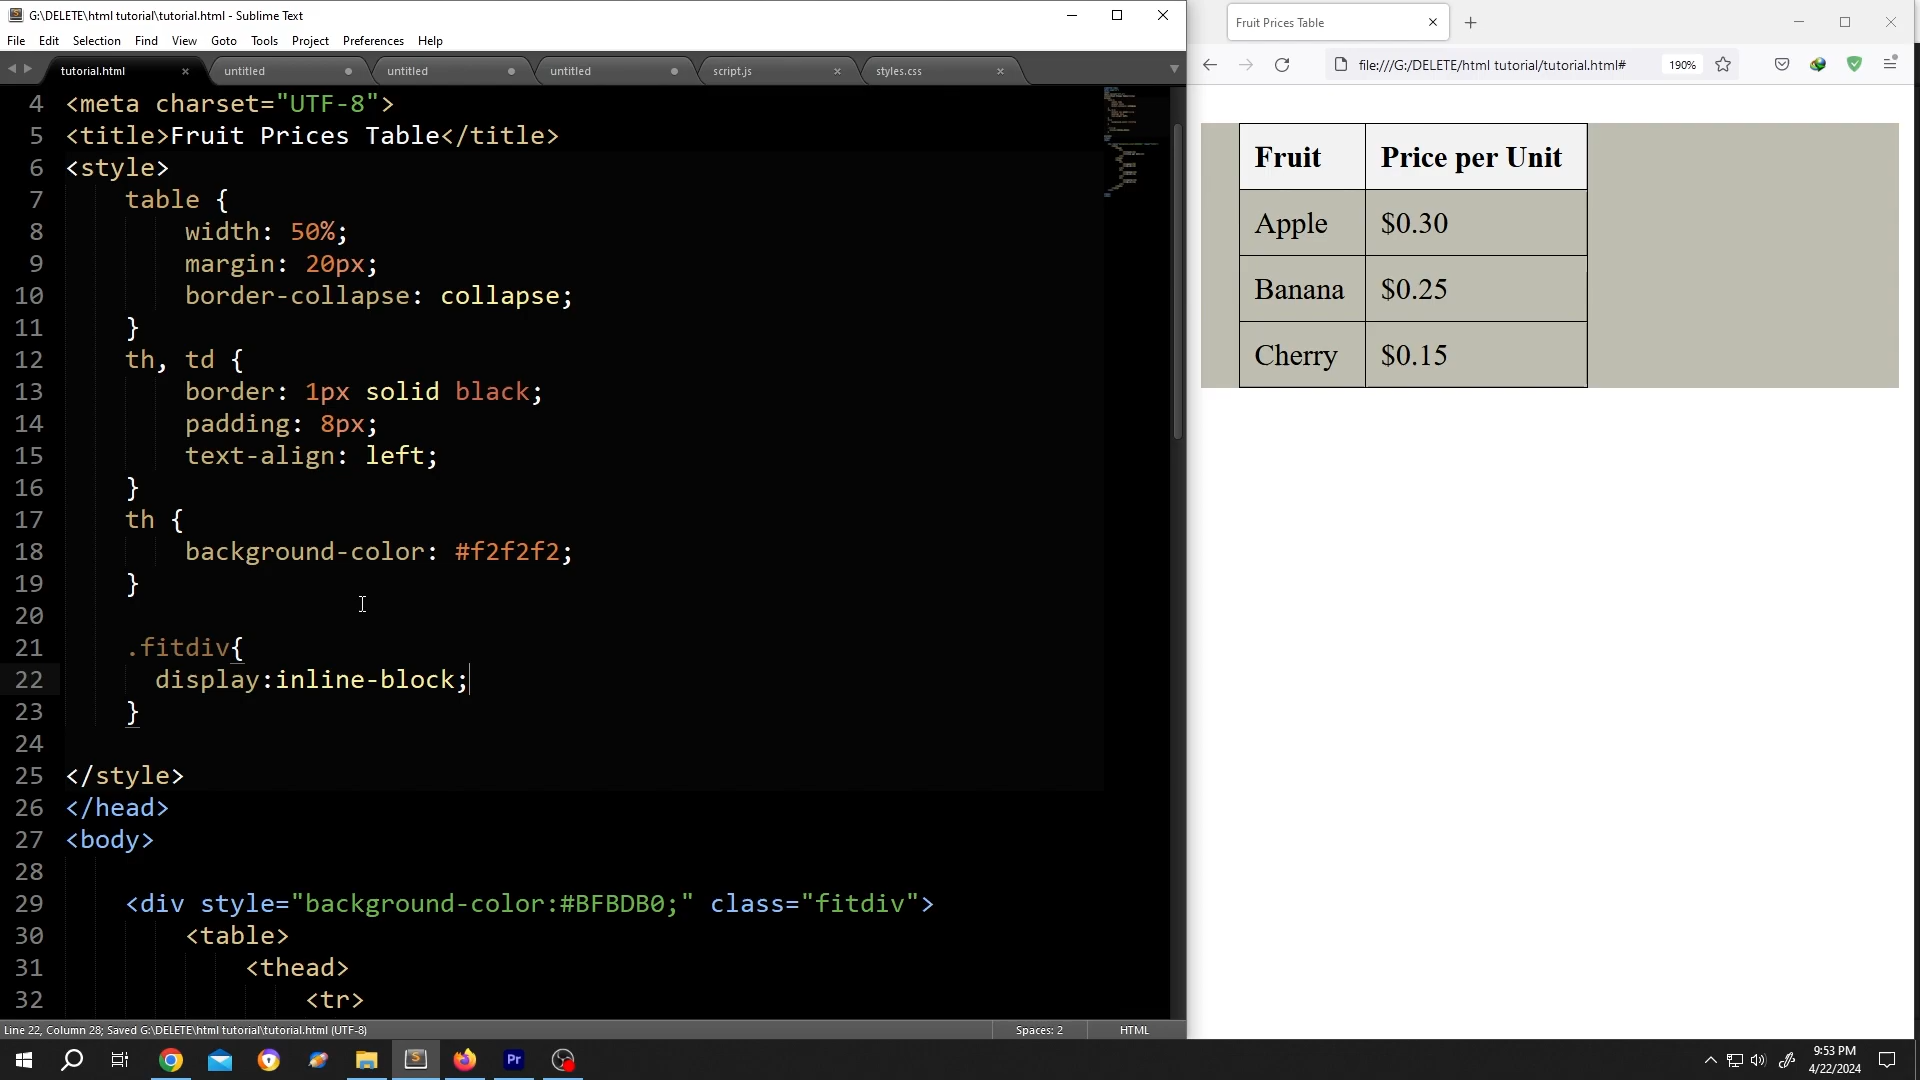 G:\DELETE\html tutorial\tutorial.html - Sublime Text
File Edit Selection Find View Goto Tools Project Preferences Help
tutorial.html untitled untitled untitled script.js styles.css
4 <meta charset="UTF-8">
5 <title>Fruit Prices Table</title>
6 <style>
7 table {
8 width: 50%;
9 margin: 20px;
10 border-collapse: collapse;
11 }
12 th, td {
13 border: 1px solid black;
14 padding: 8px;
15 text-align: left;
16 }
17 th {
18 background-color: #f2f2f2;
19 }
20
21 .fitdiv{
22 display:inline-block;
23 }
24
25 </style>
26 </head>
27 <body>
28
29 <div style="background-color:#BFBDB0;" class="fitdiv">
30 <table>
31 <thead>
32 <tr>
Line 22, Column 28; Saved G:\DELETE\html tutorial\tutorial.html (UTF-8) Spaces: 2 HTML
Fruit Prices Table
file:///G:/DELETE/html tutorial/tutorial.html# 190%
Fruit Price per Unit
Apple $0.30
Banana $0.25
Cherry $0.15
S Pr
9:53 PM
4/22/2024